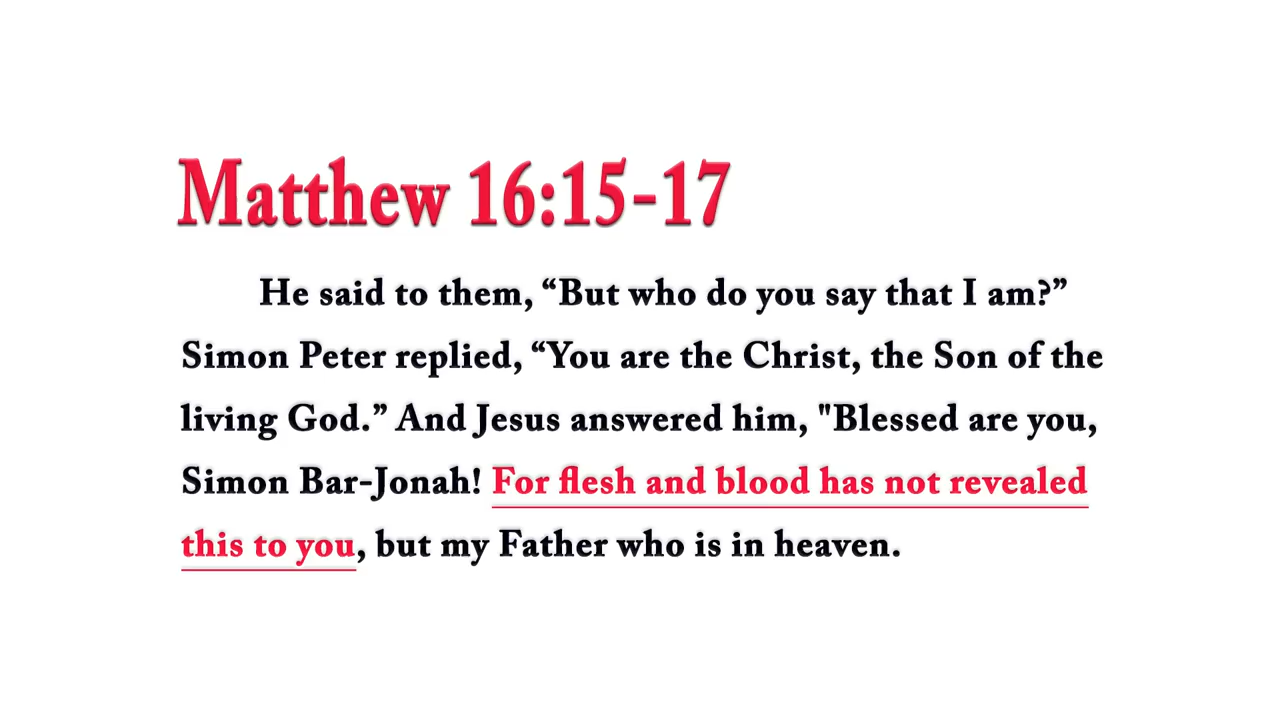 Matthew 16:15-17
He said to them, “But who do you say that I am?”
Simon Peter replied, “You are the Christ, the Son of the
living God.” And Jesus answered him, "Blessed are you,
Simon Bar-Jonah! For flesh and blood has not revealed
this to you, but my Father who is in heaven.